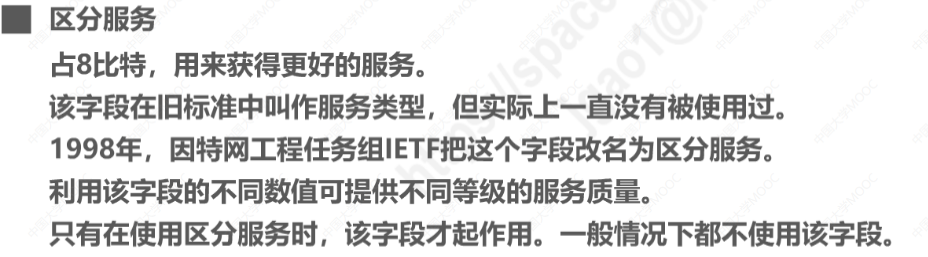 区分服务
占8比特，用来获得更好的服务。
该字段在旧标准中叫作服务类型，但实际上一直没有被使用过。
1998年，因特网工程任务组IETF把这个字段改名为区分服务。
利用该字段的不同数值可提供不同等级的服务质量。
只有在使用区分服务时，该字段才起作用。一般情况下都不使用该字段。